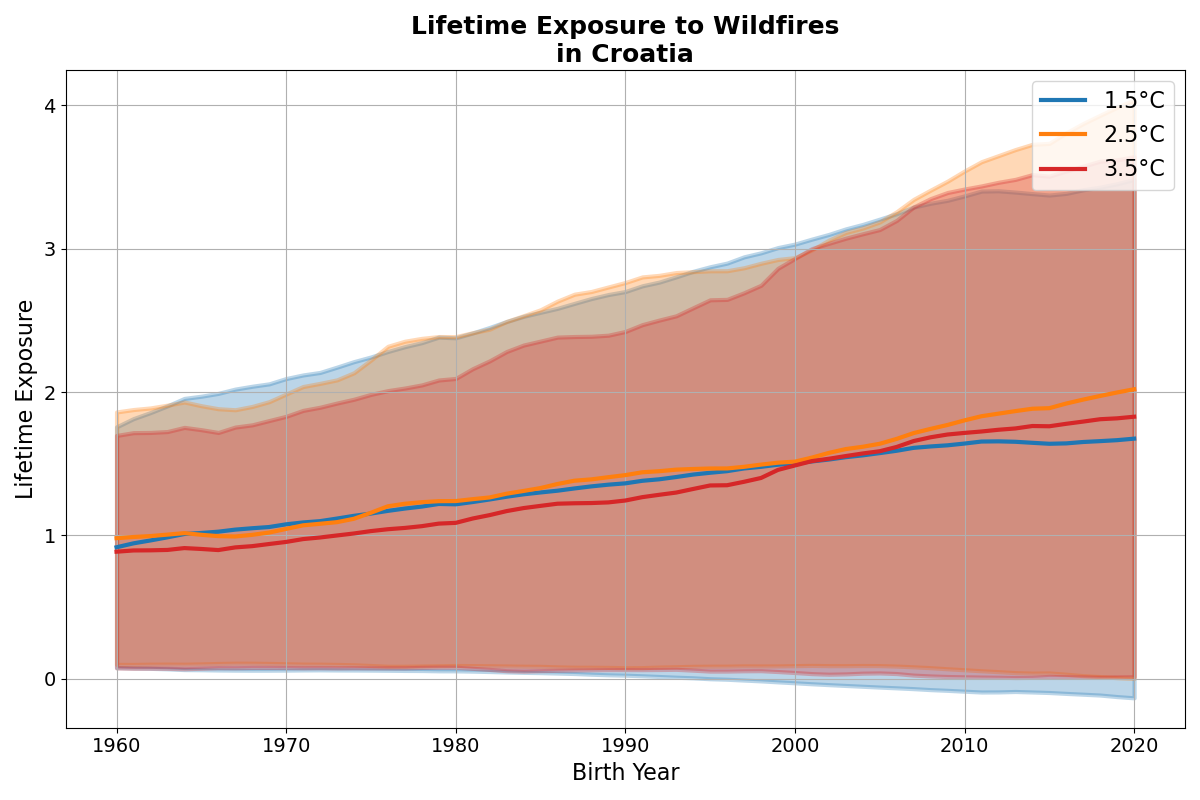 Lifetime Exposure to Wildfires
in Croatia
1.5°C
2.5°C
3.5°C
Lifetime Exposure
4
3
2
1
0
1960
1970
1980
1990
2000
2010
2020
Birth Year